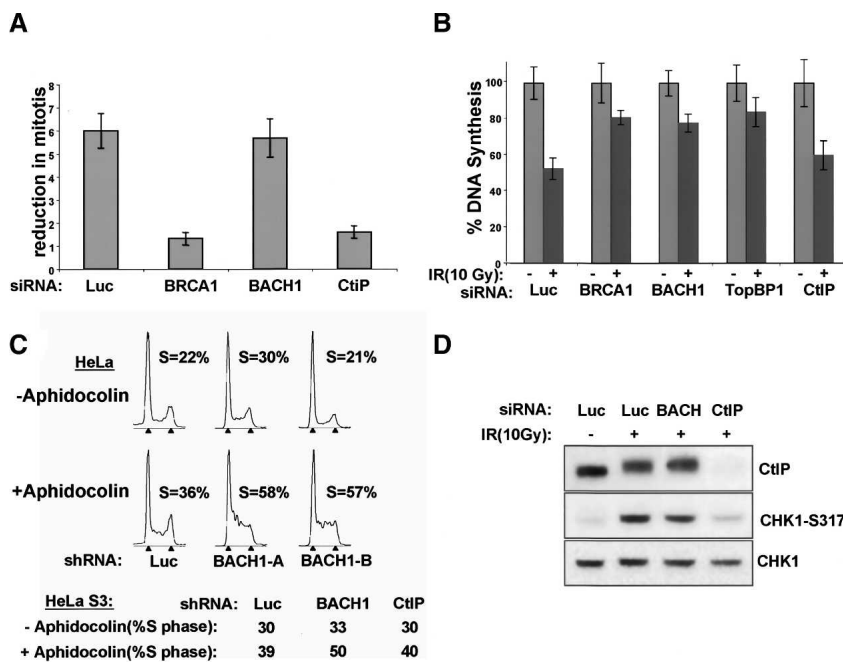 A
reduction in mitotis
8
7
6
5
4
3
2
1
0
siRNA: Luc BRCA1 BACH1 CtiP
B
% DNA Synthesis
100
80
60
40
20
0
IR(10 Gy): - + - + - + - + - +
siRNA: Luc BRCA1 BACH1 TopBP1 CtIP
C
HeLa
-Aphidocolin
S=22% S=30% S=21%
+Aphidocolin
S=36% S=58% S=57%
shRNA: Luc BACH1-A BACH1-B
HeLa S3: shRNA: Luc BACH1 CtIP
- Aphidocolin(%S phase): 30 33 30
+ Aphidocolin(%S phase): 39 50 40
D
siRNA: Luc Luc BACH CtIP
IR(10Gy): - + + +
CtIP
CHK1-S317
CHK1